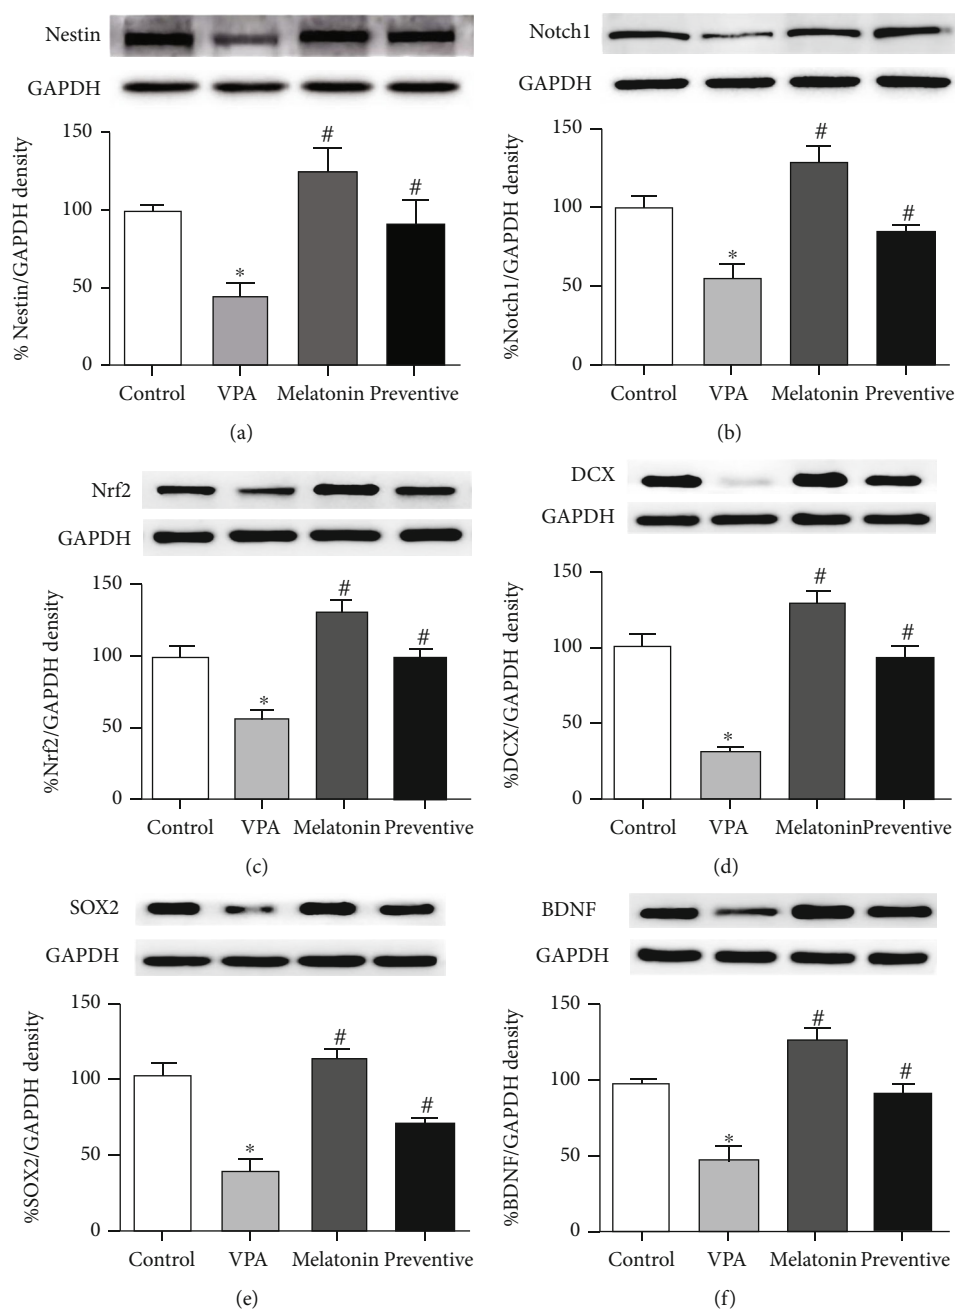 Nestin
GAPDH
% Nestin/GAPDH density
150
100
50
0
#
#
*
Control VPA Melatonin Preventive
(a)
Notch1
GAPDH
%Notch1/GAPDH density
150
100
50
0
#
#
*
Control VPA Melatonin Preventive
(b)
Nrf2
GAPDH
%Nrf2/GAPDH density
150
100
50
0
#
#
*
Control VPA Melatonin Preventive
(c)
DCX
GAPDH
%DCX/GAPDH density
150
100
50
0
#
#
*
Control VPA MelatoninPreventive
(d)
SOX2
GAPDH
%SOX2/GAPDH density
150
100
50
0
#
#
*
Control VPA Melatonin Preventive
(e)
BDNF
GAPDH
%BDNF/GAPDH density
150
100
50
0
#
#
*
Control VPA Melatonin Preventive
(f)